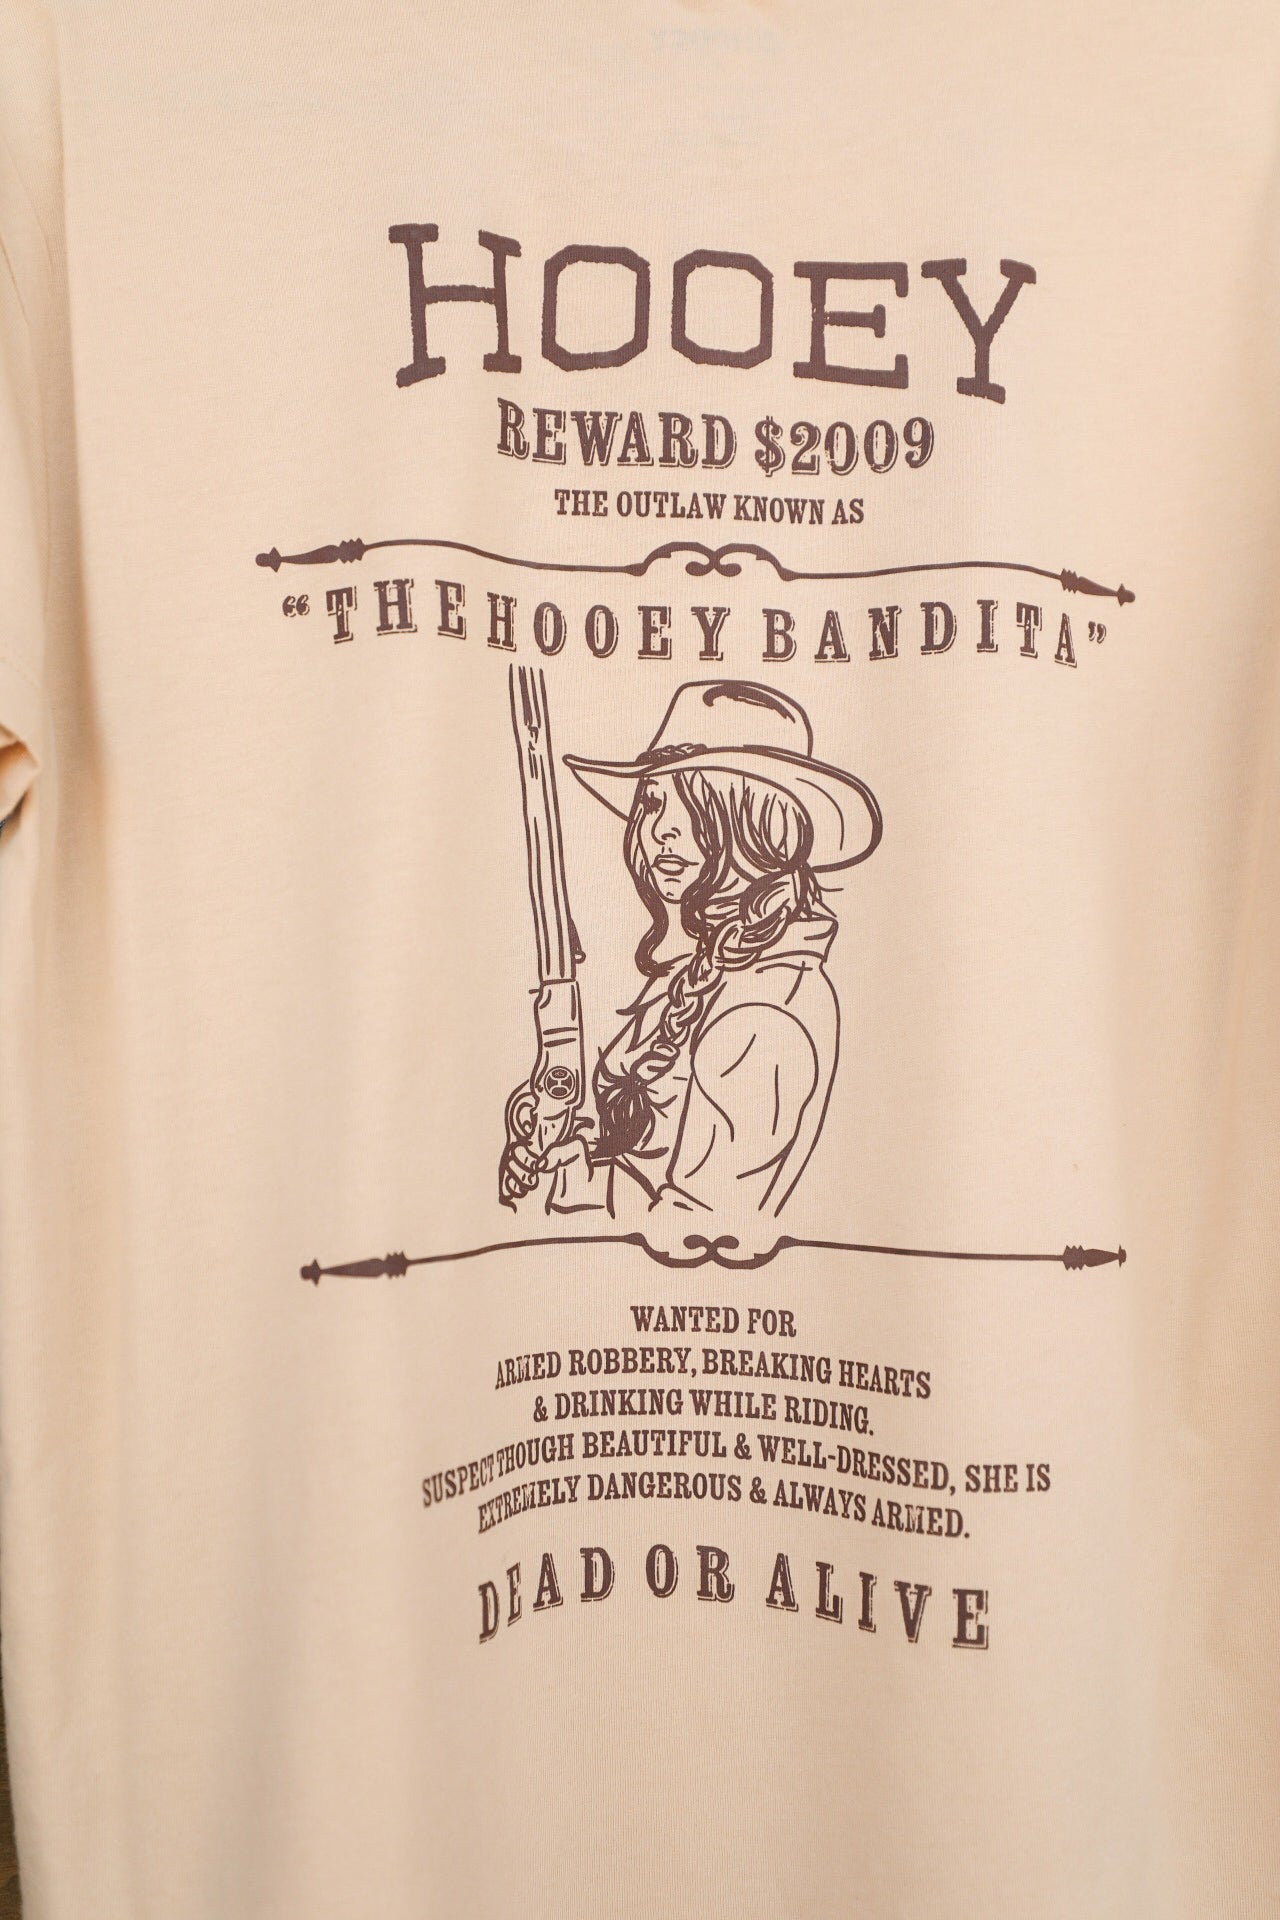 HOOEY
REWARD $2009
THE OUTLAW KNOWN AS
“THE HOOEY BANDITA”
WANTED FOR
ARMED ROBBERY, BREAKING HEARTS
& DRINKING WHILE RIDING.
SUSPECT THOUGH BEAUTIFUL & WELL-DRESSED, SHE IS
EXTREMELY DANGEROUS & ALWAYS ARMED.
DEAD OR ALIVE